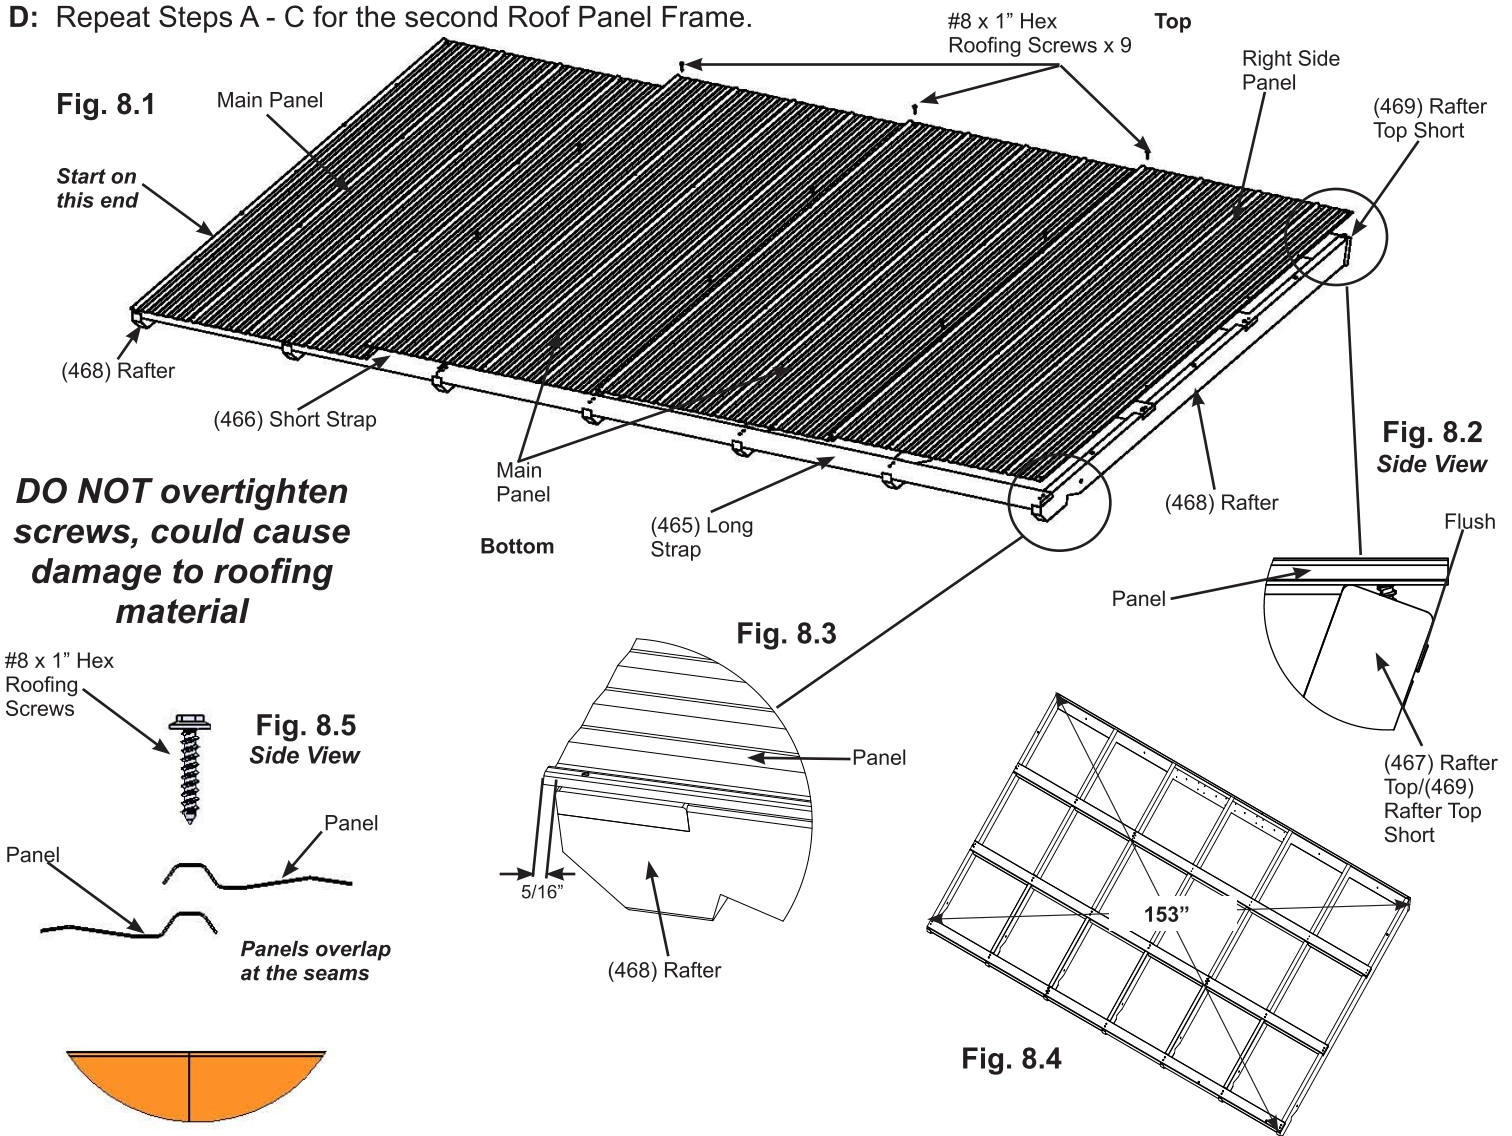 D: Repeat Steps A - C for the second Roof Panel Frame.
#8 x 1” Hex
Roofing Screws x 9
Top
Right Side
Panel
(469) Rafter
Top Short
Fig. 8.1
Main Panel
Start on
this end
(468) Rafter
(466) Short Strap
Main
Panel
(465) Long
Strap
Bottom
(468) Rafter
Fig. 8.2
Side View
Flush
Panel
(467) Rafter
Top/(469)
Rafter Top
Short
DO NOT overtighten
screws, could cause
damage to roofing
material
#8 x 1” Hex
Roofing
Screws
Fig. 8.5
Side View
Panel
Panel
Panels overlap
at the seams
Fig. 8.3
Panel
5/16”
(468) Rafter
153”
Fig. 8.4